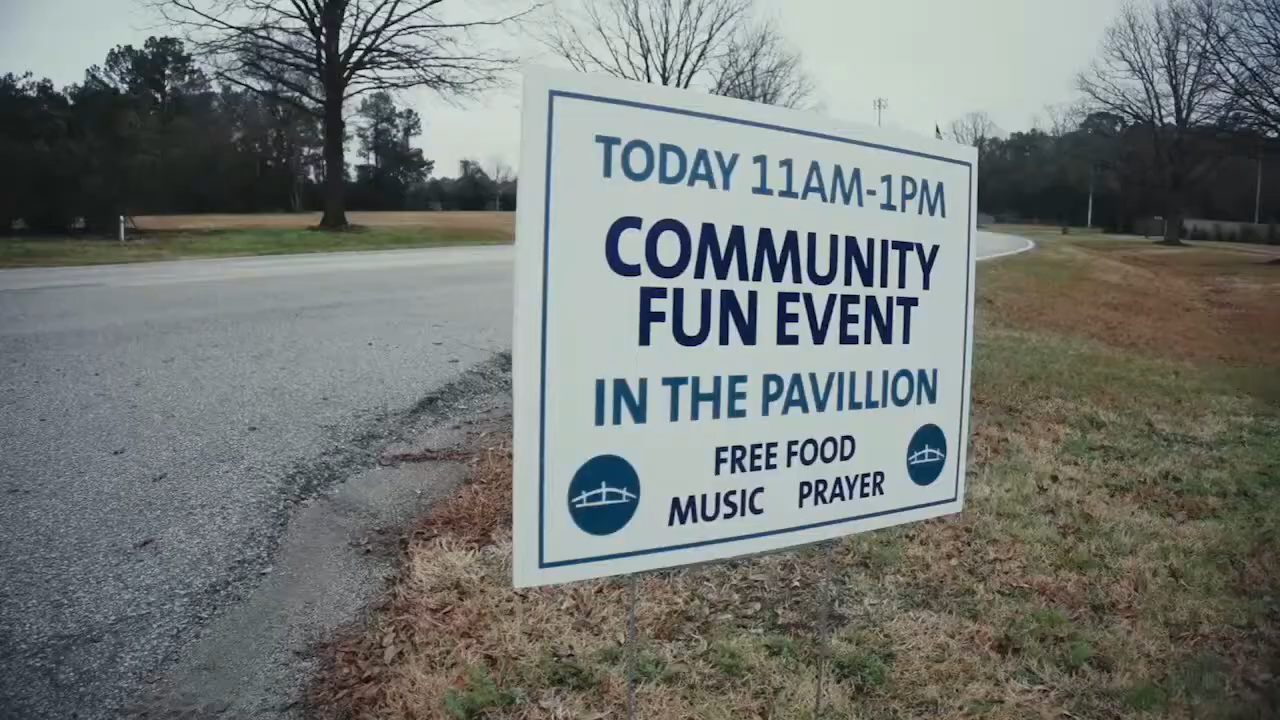 TODAY 11AM-1PM
COMMUNITY
FUN EVENT
IN THE PAVILLION
FREE FOOD
MUSIC PRAYER